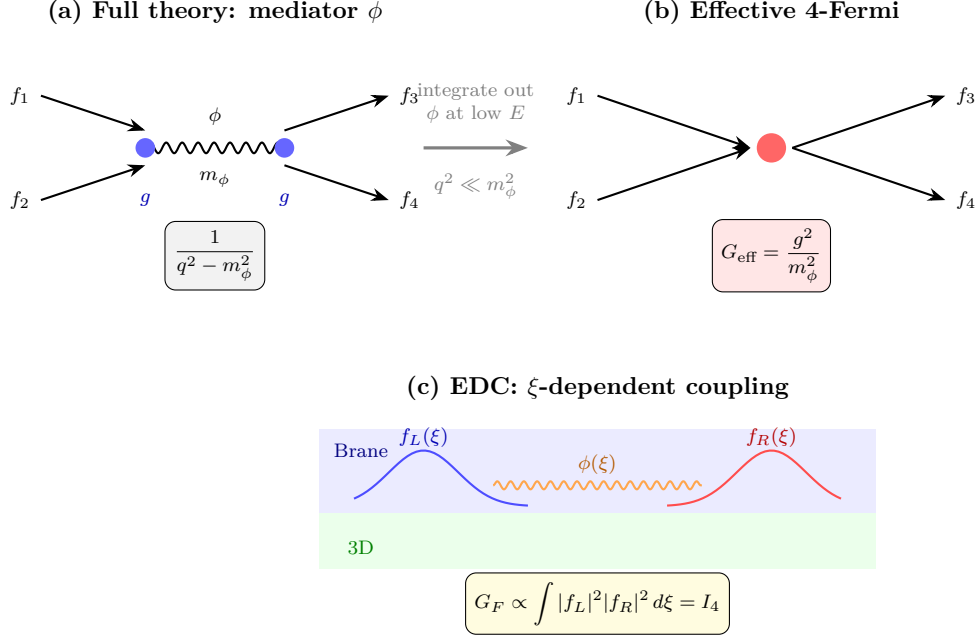 (a) Full theory: mediator ϕ
(b) Effective 4-Fermi
f₁
ϕ
f₃
integrate out
ϕ at low E
f₁
f₃
f₂
m_ϕ
g
g
f₄
q² ≪ m_ϕ²
f₂
f₄
1/(q² − m_ϕ²)
G_eff = g²/m_ϕ²
(c) EDC: ξ-dependent coupling
Brane
f_L(ξ)
ϕ(ξ)
f_R(ξ)
3D
G_F ∝ ∫ |f_L|²|f_R|² dξ = I₄